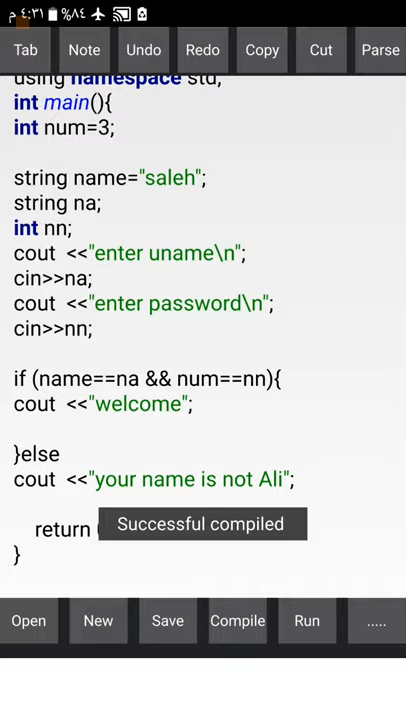 م ٤:٣١ %٨٤
Tab Note Undo Redo Copy Cut Parse
using namespace std;
int main(){
int num=3;
string name="saleh";
string na;
int nn;
cout <<"enter uname\n";
cin>>na;
cout <<"enter password\n";
cin>>nn;
if (name==na && num==nn){
cout <<"welcome";
}else
cout <<"your name is not Ali";
return
Successful compiled
}
Open New Save Compile Run .....